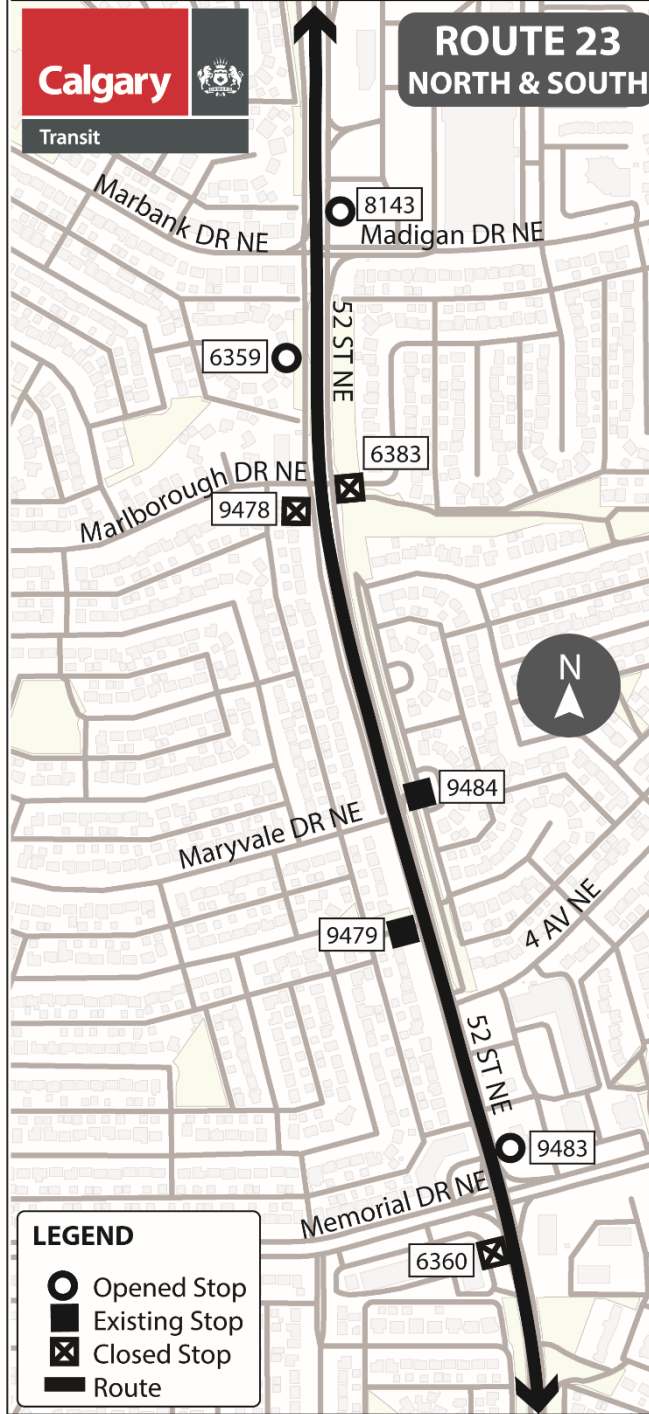 Calgary
Transit
ROUTE 23
NORTH & SOUTH
8143
Marbank DR NE
Madigan DR NE
52 ST NE
6359
6383
Marlborough DR NE
9478
N
9484
Maryvale DR NE
4 AV NE
9479
52 ST NE
9483
Memorial DR NE
6360
LEGEND
Opened Stop
Existing Stop
Closed Stop
Route